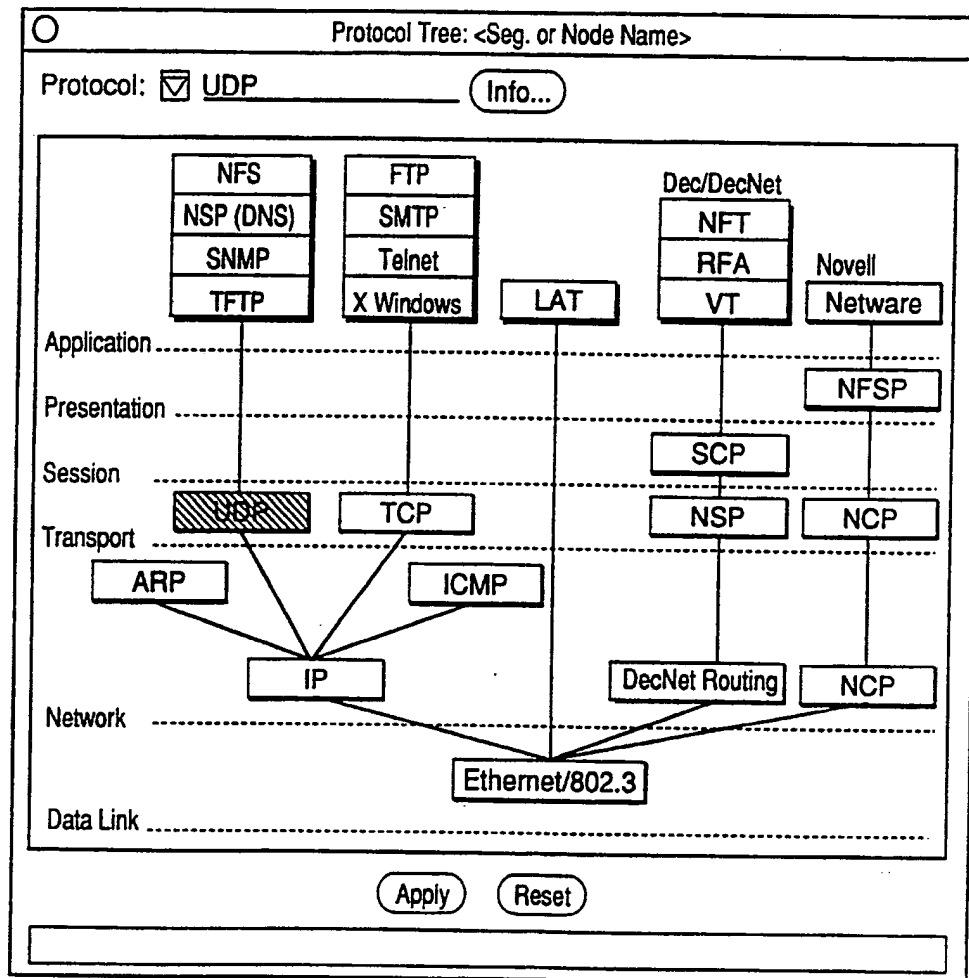 Protocol Tree: <Seg. or Node Name>
Protocol: UDP
Info...
NFS
NSP (DNS)
SNMP
TFTP
FTP
SMTP
Telnet
X Windows
LAT
Dec/DecNet
NFT
RFA
VT
Novell
Netware
Application
NFSP
Presentation
SCP
Session
UDP
TCP
NSP
NCP
Transport
ARP
ICMP
IP
DecNet Routing
NCP
Network
Ethernet/802.3
Data Link
Apply
Reset